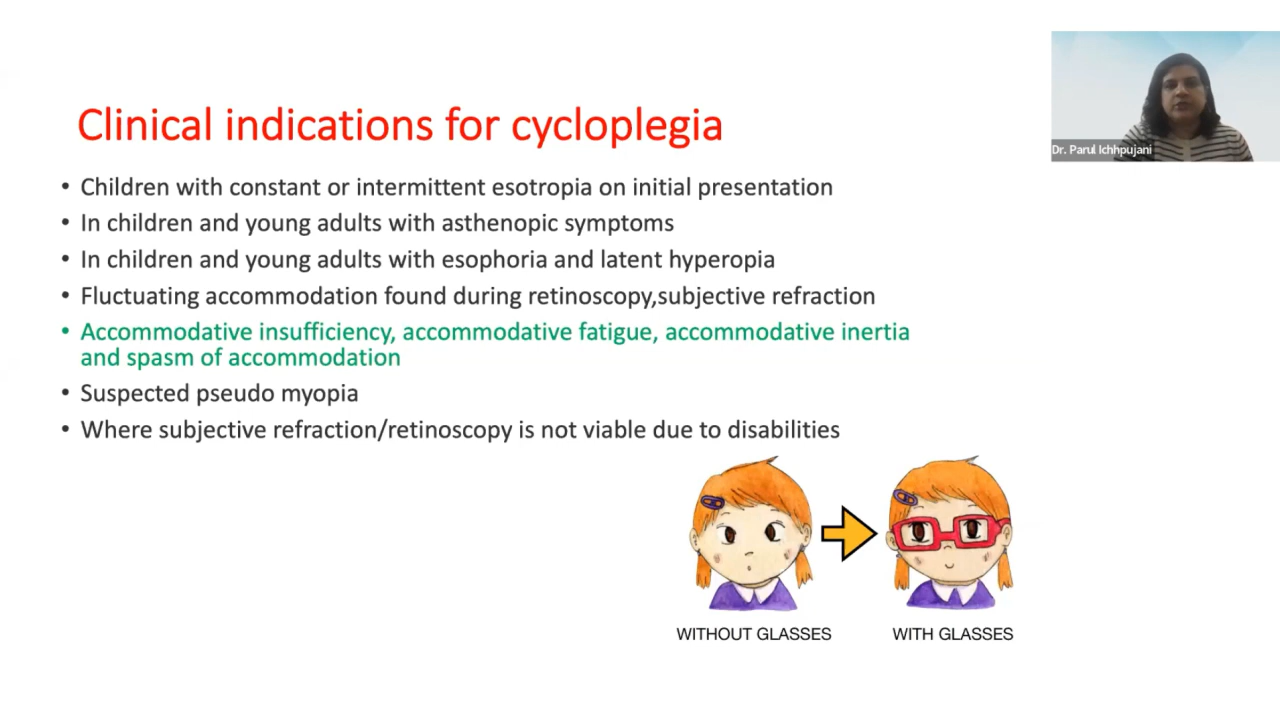 Clinical indications for cycloplegia
Dr. Parul Ichhpujani
• Children with constant or intermittent esotropia on initial presentation
• In children and young adults with asthenopic symptoms
• In children and young adults with esophoria and latent hyperopia
• Fluctuating accommodation found during retinoscopy,subjective refraction
• Accommodative insufficiency, accommodative fatigue, accommodative inertia
and spasm of accommodation
• Suspected pseudo myopia
• Where subjective refraction/retinoscopy is not viable due to disabilities
WITHOUT GLASSES
WITH GLASSES